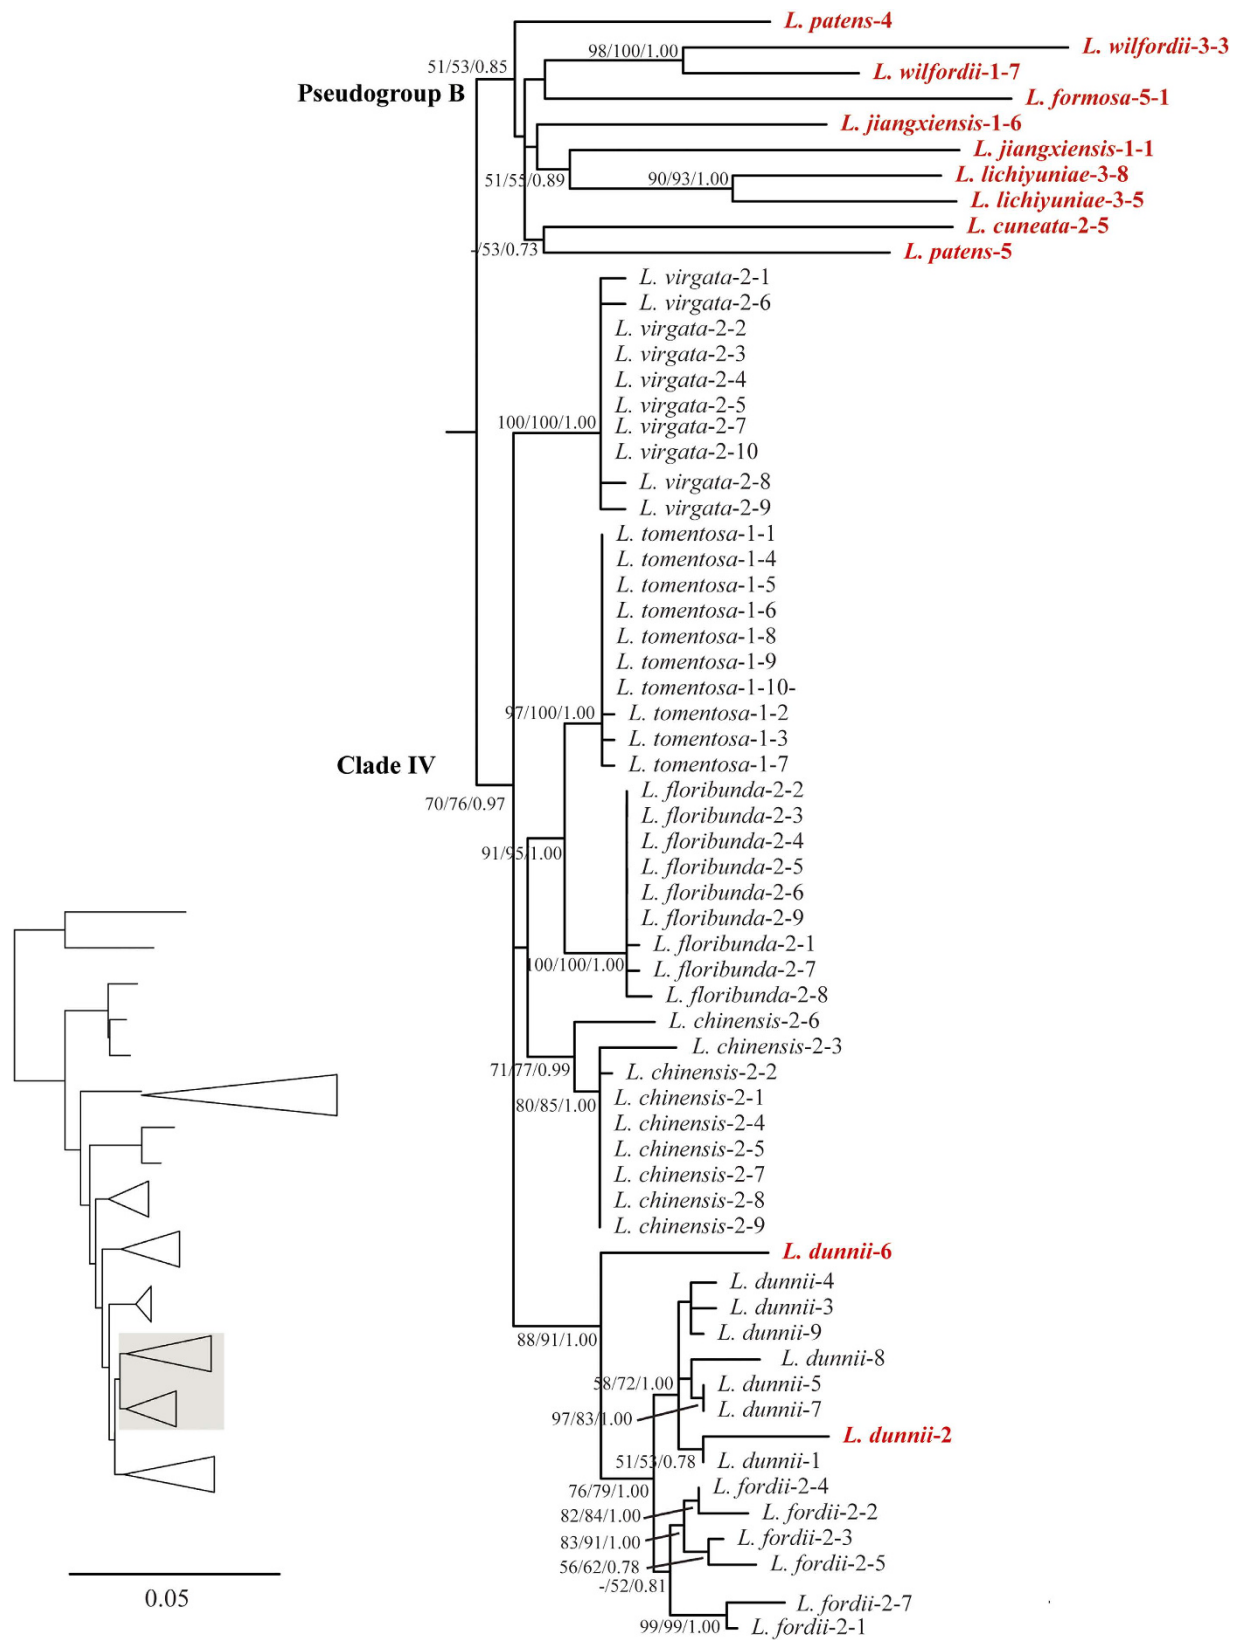 L. patens-4
98/100/1.00
L. wilfordii-3-3
51/53/0.85
L. wilfordii-1-7
Pseudogroup B
L. formosa-5-1
L. jiangxiensis-1-6
L. jiangxiensis-1-1
51/55/0.89
90/93/1.00
L. lichiyuniae-3-8
L. lichiyuniae-3-5
L. cuneata-2-5
-/53/0.73
L. patens-5
L. virgata-2-1
L. virgata-2-6
L. virgata-2-2
L. virgata-2-3
L. virgata-2-4
L. virgata-2-5
100/100/1.00
L. virgata-2-7
L. virgata-2-10
L. virgata-2-8
L. virgata-2-9
L. tomentosa-1-1
L. tomentosa-1-4
L. tomentosa-1-5
L. tomentosa-1-6
L. tomentosa-1-8
L. tomentosa-1-9
L. tomentosa-1-10-
97/100/1.00
L. tomentosa-1-2
L. tomentosa-1-3
Clade IV
L. tomentosa-1-7
L. floribunda-2-2
70/76/0.97
L. floribunda-2-3
L. floribunda-2-4
91/95/1.00
L. floribunda-2-5
L. floribunda-2-6
L. floribunda-2-9
L. floribunda-2-1
100/100/1.00
L. floribunda-2-7
L. floribunda-2-8
L. chinensis-2-6
L. chinensis-2-3
71/77/0.99
L. chinensis-2-2
80/85/1.00
L. chinensis-2-1
L. chinensis-2-4
L. chinensis-2-5
L. chinensis-2-7
L. chinensis-2-8
L. chinensis-2-9
L. dunnii-6
L. dunnii-4
L. dunnii-3
88/91/1.00
L. dunnii-9
L. dunnii-8
58/72/1.00
L. dunnii-5
L. dunnii-7
97/83/1.00
L. dunnii-2
51/53/0.78
L. dunnii-1
76/79/1.00
L. fordii-2-4
82/84/1.00
L. fordii-2-2
83/91/1.00
L. fordii-2-3
56/62/0.78
L. fordii-2-5
-/52/0.81
0.05
L. fordii-2-7
99/99/1.00
L. fordii-2-1